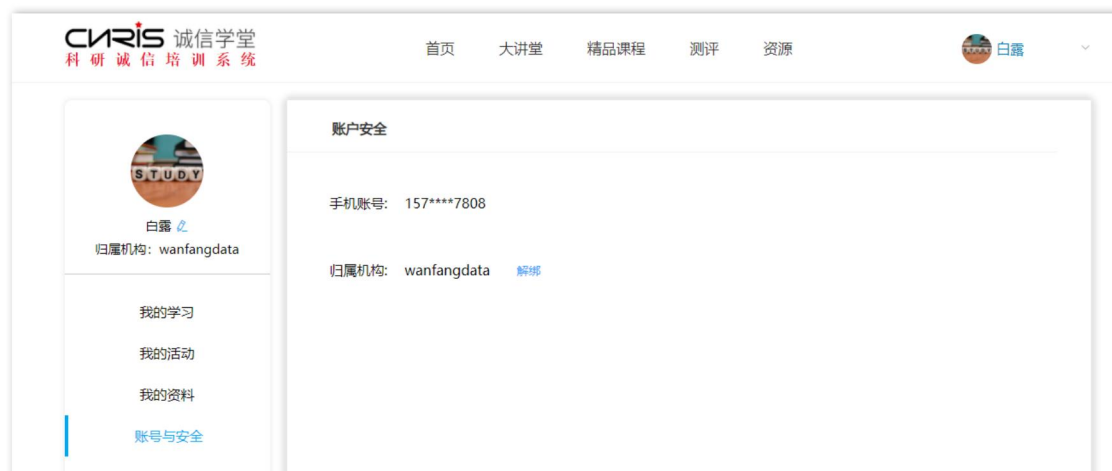 CNRIS 诚信学堂
科研诚信培训系统
首页 大讲堂 精品课程 测评 资源 白露
STUDY
白露
归属机构：wanfangdata
我的学习
我的活动
我的资料
账号与安全
账户安全
手机账号: 157****7808
归属机构: wanfangdata 解绑